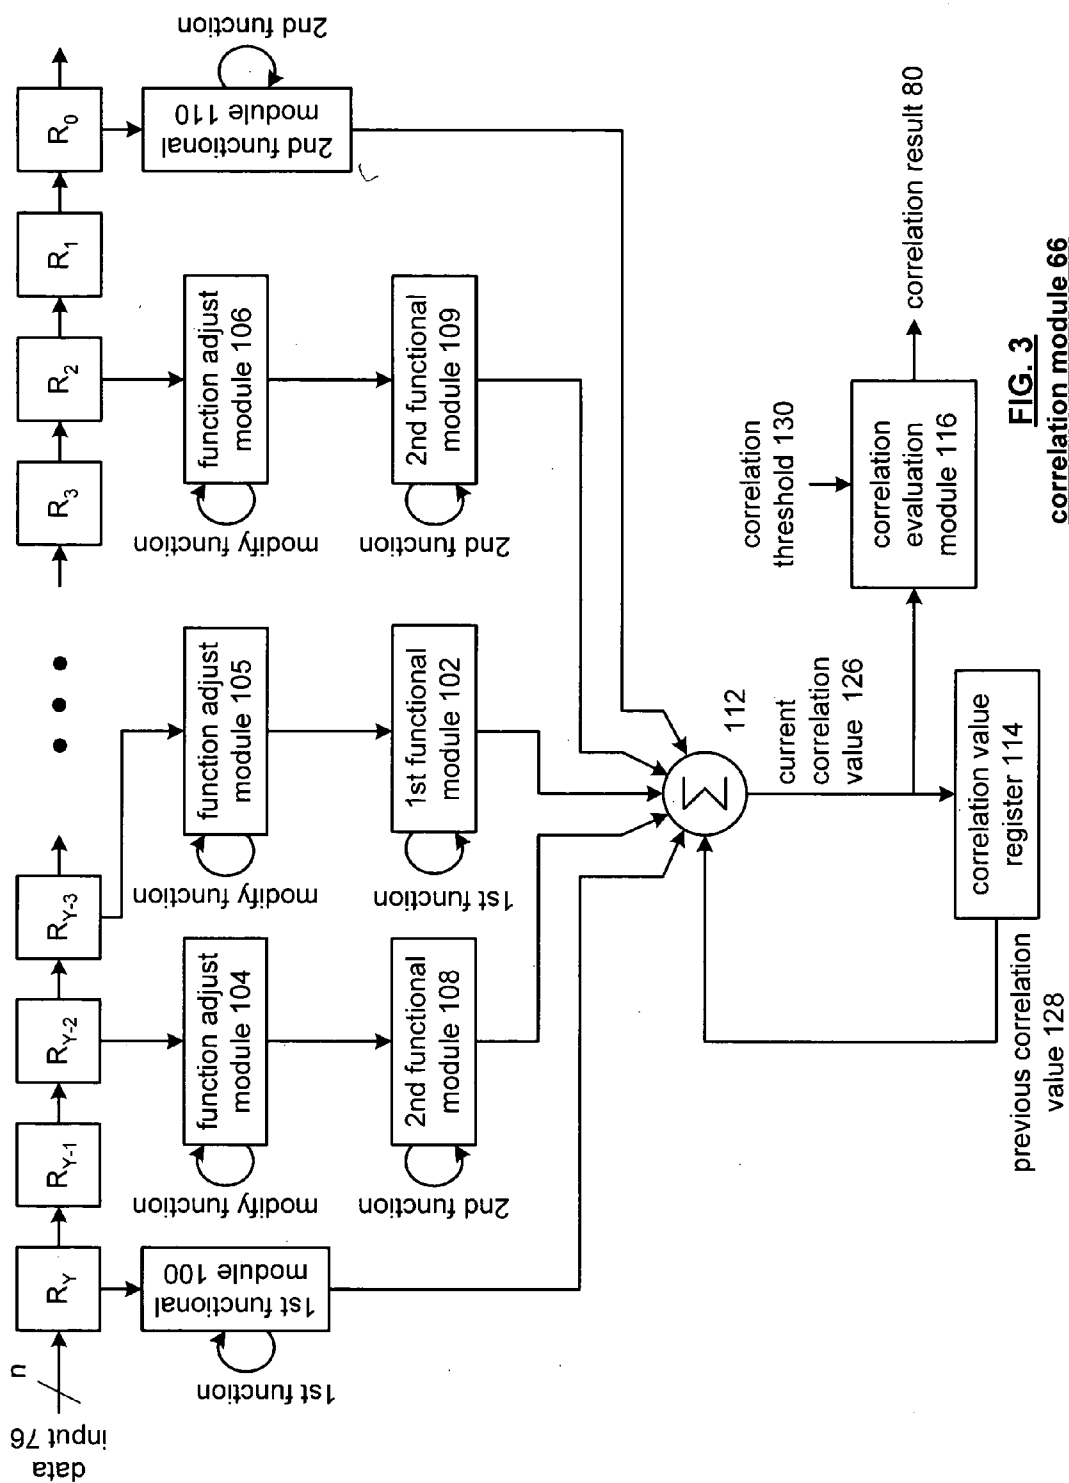 data
input 76
n
R_Y
R_Y-1
R_Y-2
R_Y-3
R_3
R_2
R_1
R_0
1st functional
module 100
1st function
function adjust
module 104
modify function
function adjust
module 105
modify function
function adjust
module 106
modify function
2nd functional
module 110
2nd function
2nd functional
module 108
2nd function
1st functional
module 102
1st function
2nd functional
module 109
2nd function
Σ
112
current
correlation
value 126
correlation
threshold 130
correlation
evaluation
module 116
correlation result 80
correlation value
register 114
previous correlation
value 128
FIG. 3
correlation module 66